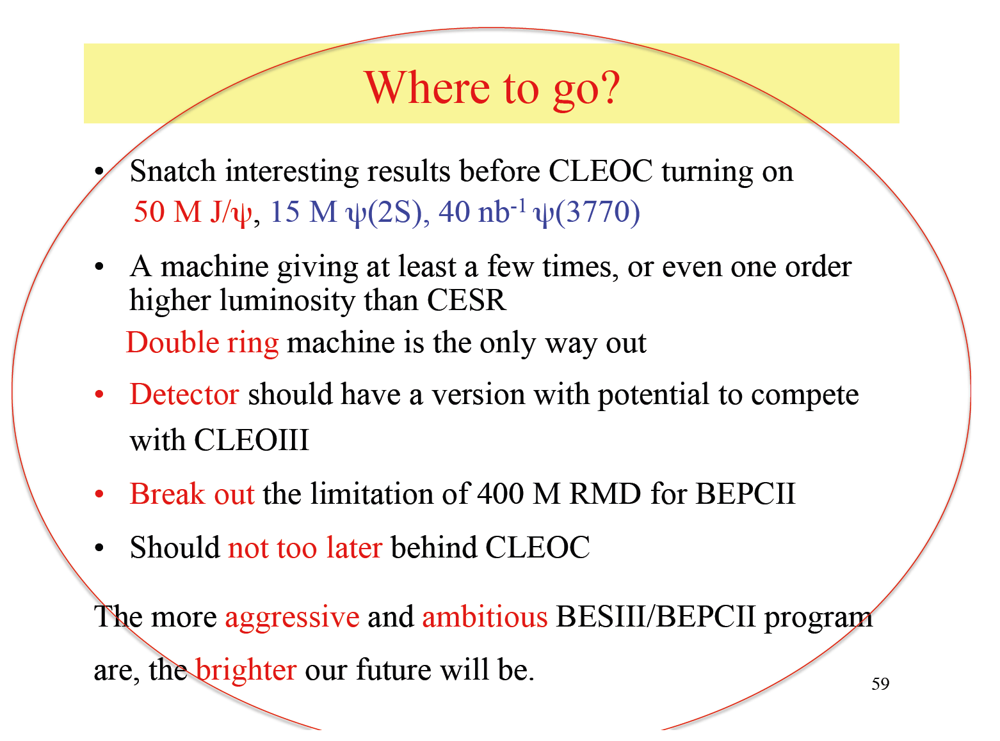 Where to go?
• Snatch interesting results before CLEOC turning on
50 M J/ψ, 15 M ψ(2S), 40 nb-1 ψ(3770)
• A machine giving at least a few times, or even one order
higher luminosity than CESR
Double ring machine is the only way out
• Detector should have a version with potential to compete
with CLEOIII
• Break out the limitation of 400 M RMD for BEPCII
• Should not too later behind CLEOC
The more aggressive and ambitious BESIII/BEPCII program
are, the brighter our future will be.
59